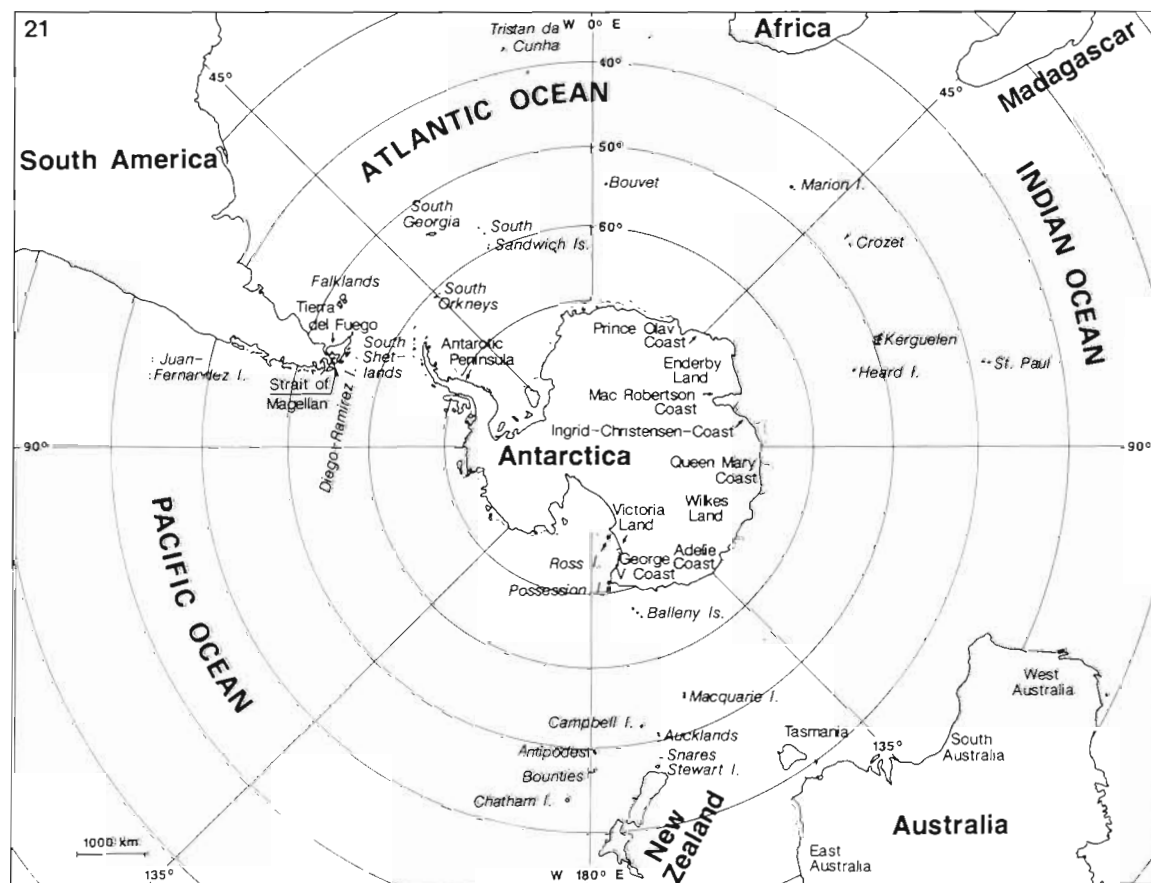 21
W 0° E
Tristan da
Cunha
Africa
Madagascar
45°
40°
45°
ATLANTIC OCEAN
South America
50°
INDIAN OCEAN
Bouvet
Marion I.
South
Georgia
South
Sandwich Is.
60°
Crozet
Falklands
South
Orkneys
Tierra
del Fuego
Prince Olav
Coast
Kerguelen
South
Shet-
lands
Antarctic
Peninsula
Enderby
Land
St. Paul
Heard I.
Juan-
Fernandez I.
Strait of
Magellan
Diego Ramirez I.
Mac Robertson
Coast
Ingrid-Christensen-Coast
90°
Antarctica
90°
Queen Mary
Coast
PACIFIC OCEAN
Victoria
Land
Wilkes
Land
Ross I.
George
V Coast
Adelie
Coast
Possession I.
Balleny Is.
Macquarie I.
West
Australia
Campbell I.
Aucklands
Tasmania
South
Australia
Antipodes
Snares
135°
Bounties
Stewart I.
Chatham I.
New
Zealand
Australia
1000 km
East
Australia
135°
W 180° E